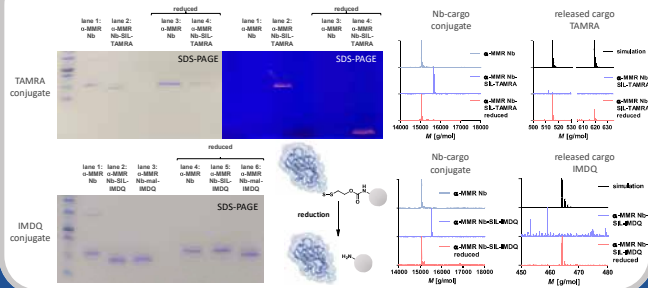 reduced
reduced
lane 1:
α-MMR
Nb
lane 2:
α-MMR
Nb-SIL-
TAMRA
lane 3:
α-MMR
Nb
lane 4:
α-MMR
Nb-SIL-
TAMRA
lane 1:
α-MMR
Nb
lane 2:
α-MMR
Nb-SIL-
TAMRA
lane 3:
α-MMR
Nb
lane 4:
α-MMR
Nb-SIL-
TAMRA
SDS-PAGE
SDS-PAGE
TAMRA
conjugate
Nb-cargo
conjugate
α-MMR Nb
α-MMR Nb-
SIL-TAMRA
α-MMR Nb-
SIL-TAMRA
reduced
14000 15000 16000 17000 18000
M [g/mol]
released cargo
TAMRA
simulation
α-MMR Nb-
SIL-TAMRA
α-MMR Nb-
SIL-TAMRA
reduced
500 510 520 530 610 620 630
M [g/mol]
reduced
lane 1:
α-MMR
Nb
lane 2:
α-MMR
Nb-SIL-
IMDQ
lane 3:
α-MMR
Nb-mal-
IMDQ
lane 4:
α-MMR
Nb
lane 5:
α-MMR
Nb-SIL-
IMDQ
lane 6:
α-MMR
Nb-mal-
IMDQ
SDS-PAGE
IMDQ
conjugate
S-S
O
O
H
N
reduction
H₂N
Nb-cargo
conjugate
α-MMR Nb
α-MMR Nb-SIL-IMDQ
α-MMR Nb-SIL-IMDQ
reduced
14000 15000 16000 17000 18000
M [g/mol]
released cargo
IMDQ
simulation
α-MMR Nb-
SIL-IMDQ
α-MMR Nb-
SIL-IMDQ
reduced
450 460 470 480
M [g/mol]